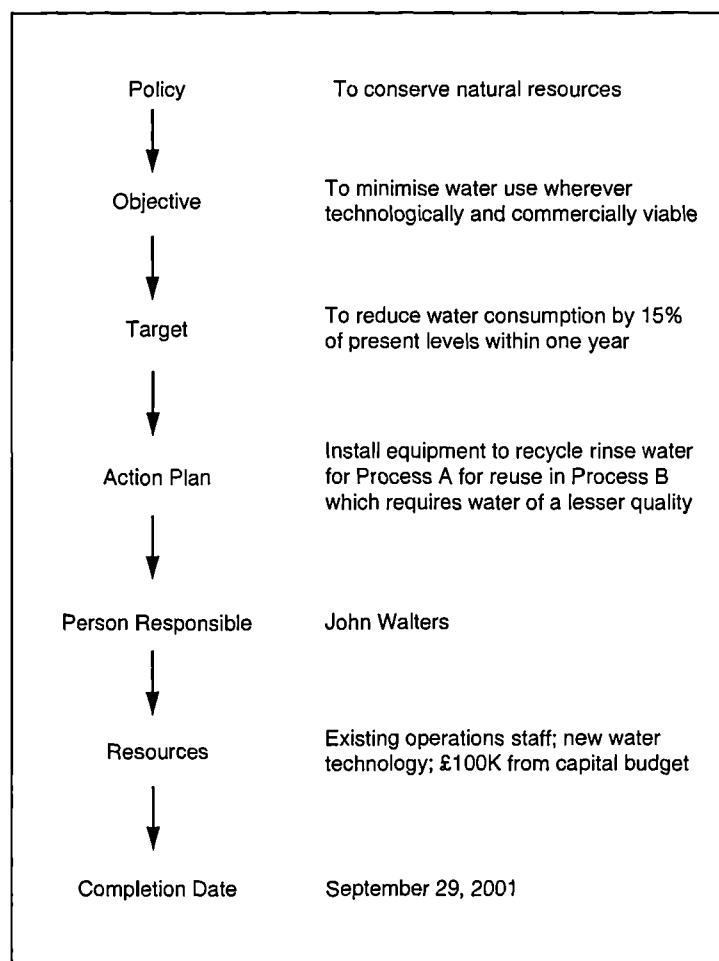 Policy
To conserve natural resources
Objective
To minimise water use wherever
technologically and commercially viable
Target
To reduce water consumption by 15%
of present levels within one year
Action Plan
Install equipment to recycle rinse water
for Process A for reuse in Process B
which requires water of a lesser quality
Person Responsible
John Walters
Resources
Existing operations staff; new water
technology; £100K from capital budget
Completion Date
September 29, 2001